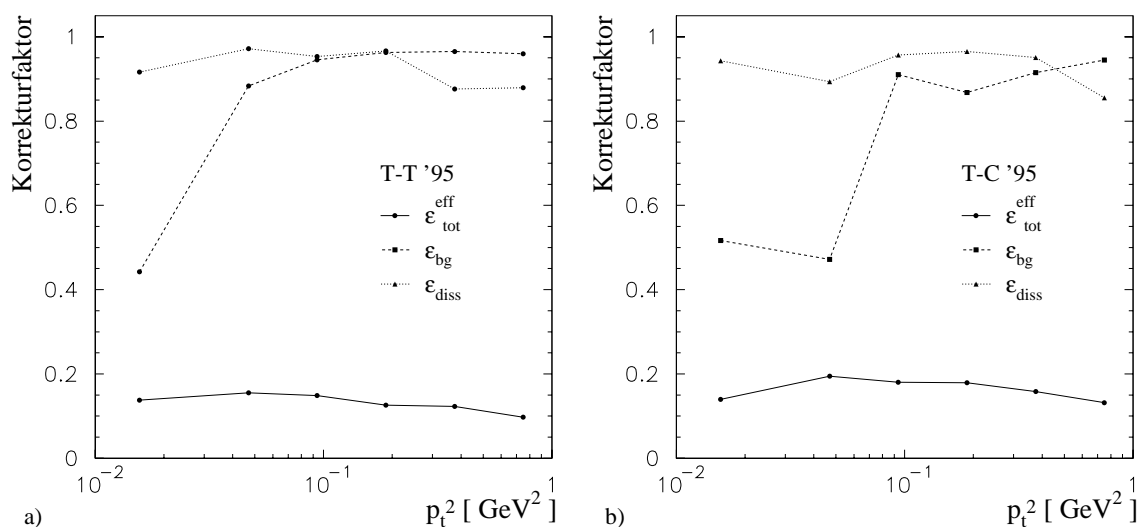 Korrekturfaktor
1
0.8
0.6
0.4
0.2
0
T-T '95
ε_tot^eff
ε_bg
ε_diss
10^-2
10^-1
1
p_t^2 [ GeV^2 ]
a)
Korrekturfaktor
1
0.8
0.6
0.4
0.2
0
T-C '95
ε_tot^eff
ε_bg
ε_diss
10^-2
10^-1
1
p_t^2 [ GeV^2 ]
b)